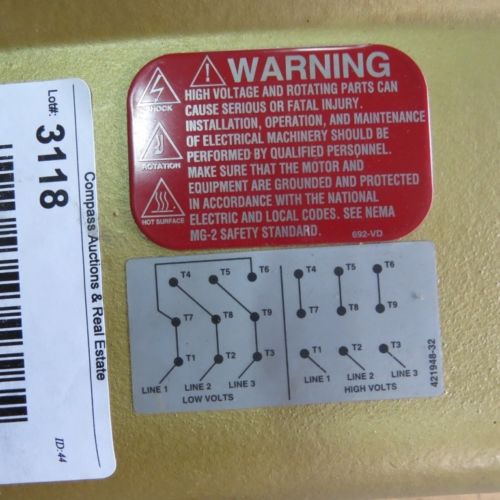 Lot#:
3118
Compass Auctions & Real Estate
ID:44
WARNING
SHOCK
ROTATION
HOT SURFACE
HIGH VOLTAGE AND ROTATING PARTS CAN
CAUSE SERIOUS OR FATAL INJURY.
INSTALLATION, OPERATION, AND MAINTENANCE
OF ELECTRICAL MACHINERY SHOULD BE
PERFORMED BY QUALIFIED PERSONNEL.
MAKE SURE THAT THE MOTOR AND
EQUIPMENT ARE GROUNDED AND PROTECTED
IN ACCORDANCE WITH THE NATIONAL
ELECTRIC AND LOCAL CODES. SEE NEMA
MG-2 SAFETY STANDARD.
692-VD
T4 T5 T6
T7 T8 T9
T1 T2 T3
LINE 1 LINE 2 LINE 3
LOW VOLTS
T4 T5 T6
T7 T8 T9
T1 T2 T3
LINE 1 LINE 2 LINE 3
HIGH VOLTS
421948-32